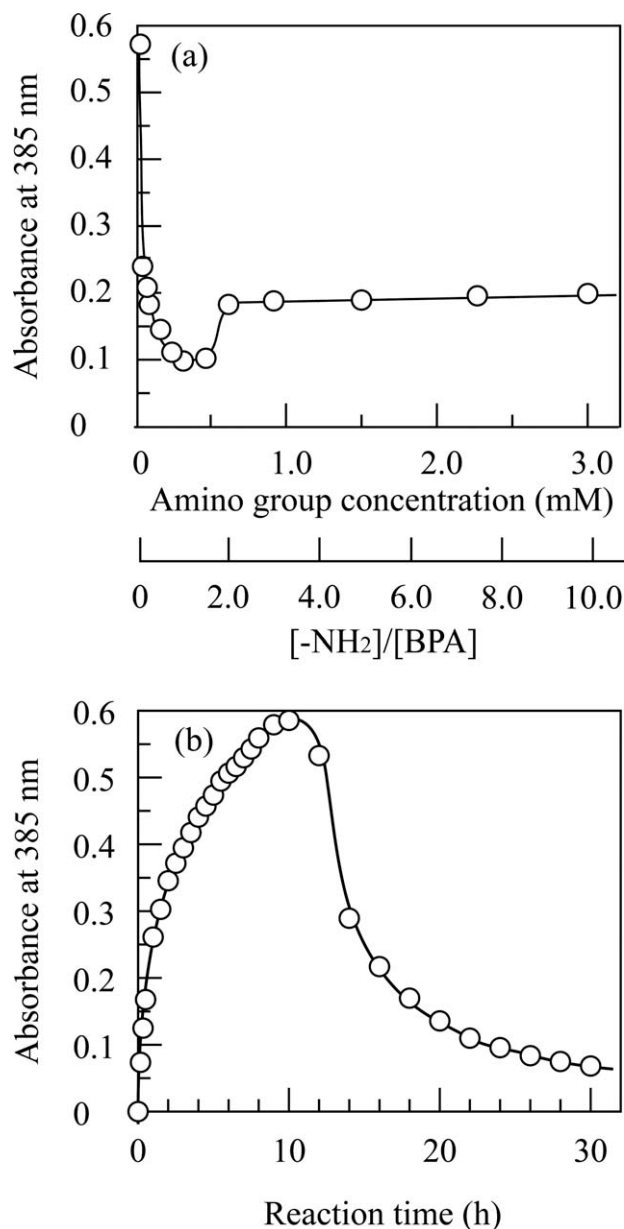 0.6
(a)
0.5
0.4
0.3
0.2
0.1
0
Absorbance at 385 nm
0 1.0 2.0 3.0
Amino group concentration (mM)
0.0 2.0 4.0 6.0 8.0 10.0
[-NH2]/[BPA]
0.6
(b)
0.5
0.4
0.3
0.2
0.1
0
Absorbance at 385 nm
0 10 20 30
Reaction time (h)